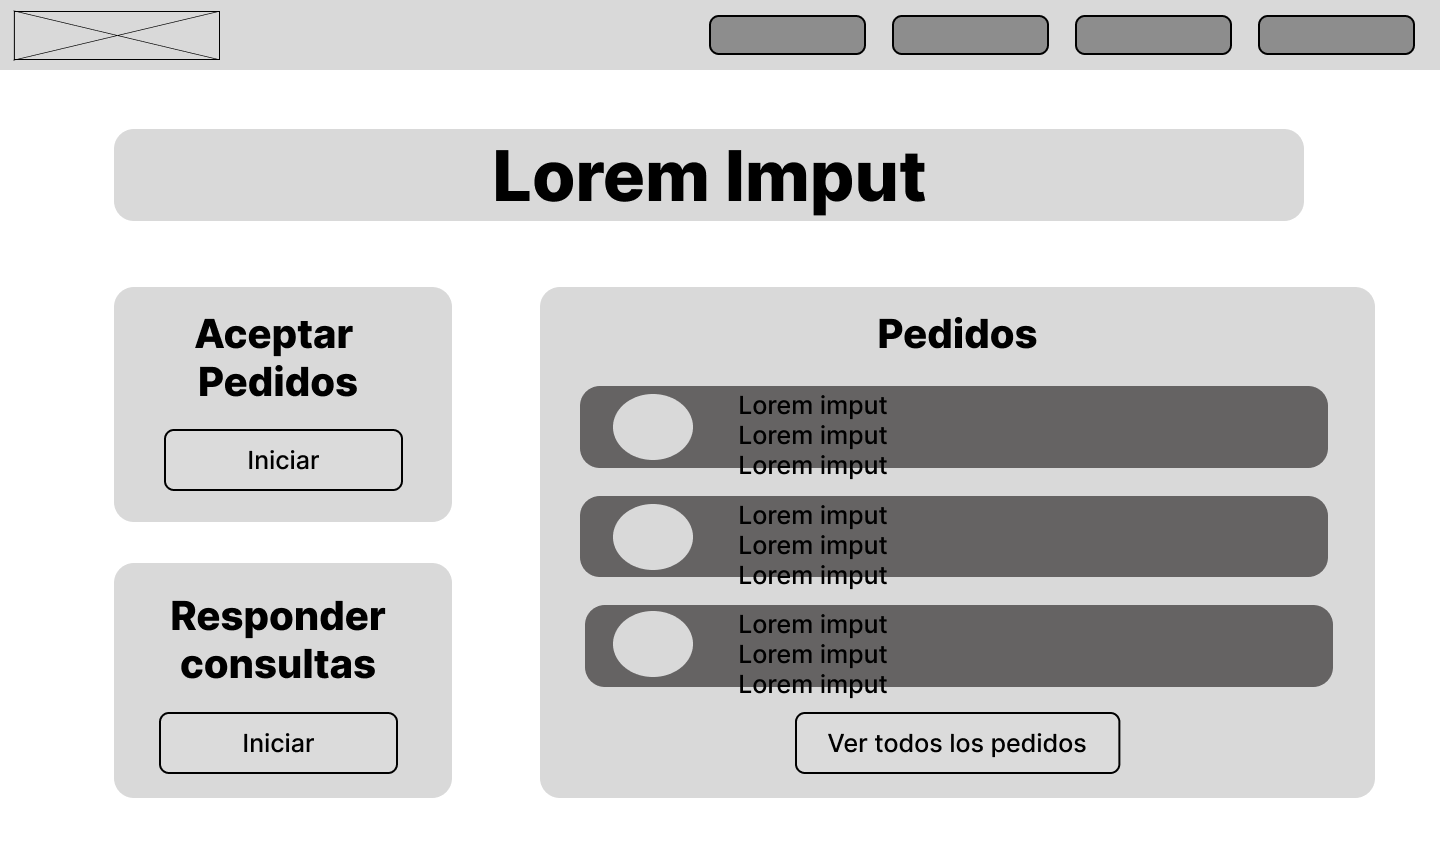 Lorem Imput
Aceptar
Pedidos
Iniciar
Responder
consultas
Iniciar
Pedidos
Lorem imput
Lorem imput
Lorem imput
Lorem imput
Lorem imput
Lorem imput
Lorem imput
Lorem imput
Lorem imput
Ver todos los pedidos